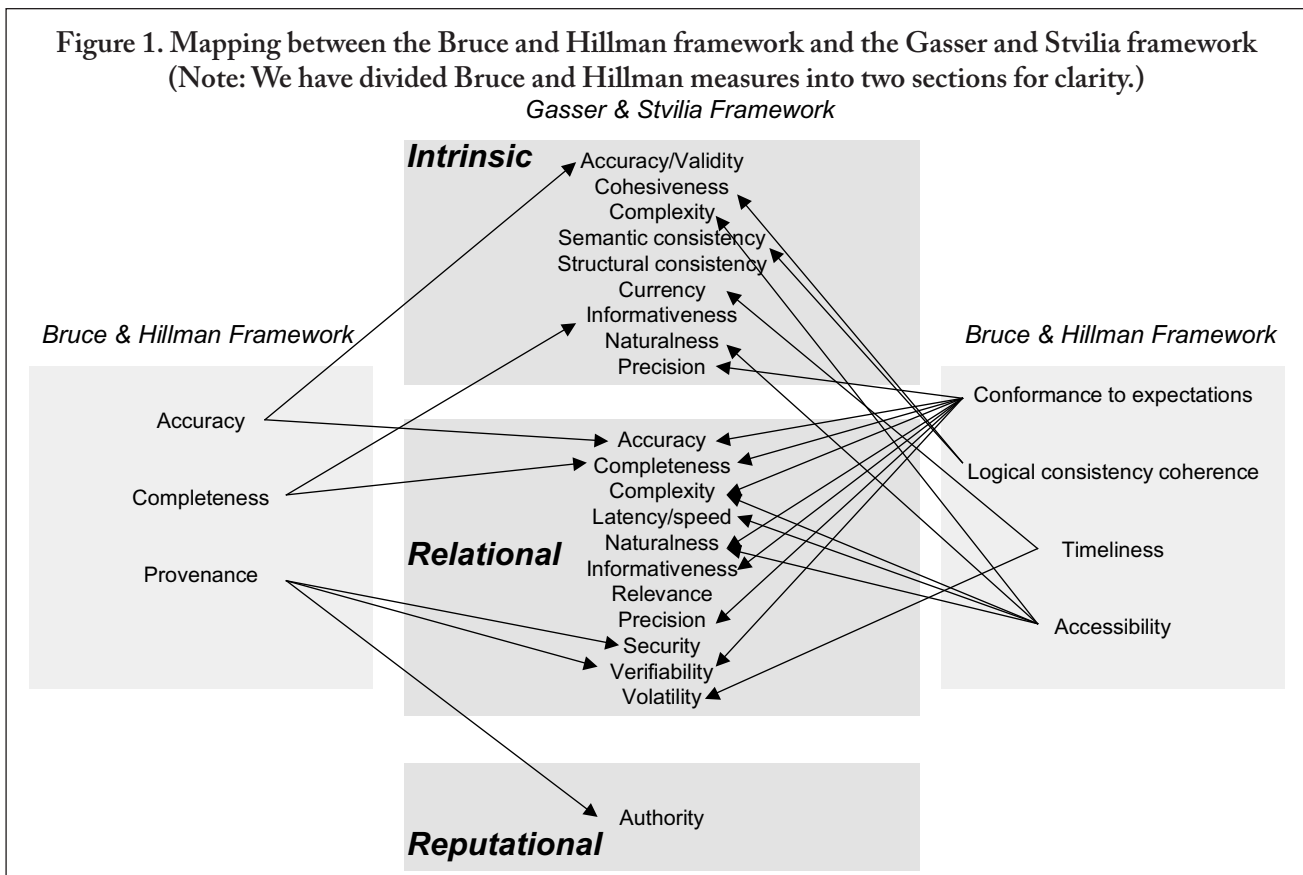 Figure 1. Mapping between the Bruce and Hillman framework and the Gasser and Stvilia framework
(Note: We have divided Bruce and Hillman measures into two sections for clarity.)
Gasser & Stvilia Framework
Intrinsic
Accuracy/Validity
Cohesiveness
Complexity
Semantic consistency
Structural consistency
Currency
Informativeness
Naturalness
Precision
Bruce & Hillman Framework
Accuracy
Completeness
Provenance
Relational
Accuracy
Completeness
Complexity
Latency/speed
Naturalness
Informativeness
Relevance
Precision
Security
Verifiability
Volatility
Bruce & Hillman Framework
Conformance to expectations
Logical consistency coherence
Timeliness
Accessibility
Authority
Reputational